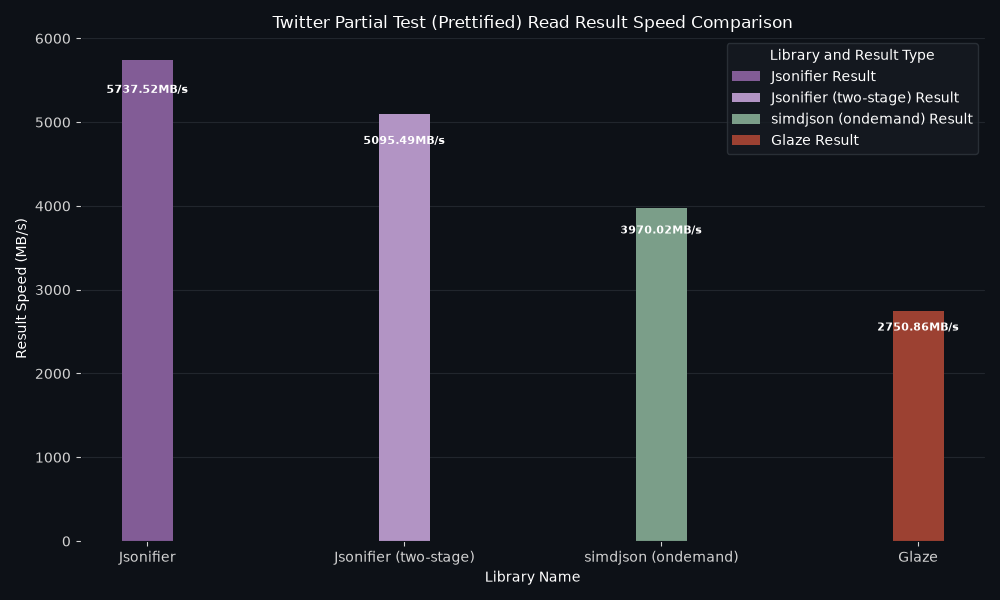 Twitter Partial Test (Prettified) Read Result Speed Comparison
Library and Result Type
Jsonifier Result
Jsonifier (two-stage) Result
simdjson (ondemand) Result
Glaze Result
Result Speed (MB/s)
6000
5000
4000
3000
2000
1000
0
5737.52MB/s
5095.49MB/s
3970.02MB/s
2750.86MB/s
Jsonifier
Jsonifier (two-stage)
simdjson (ondemand)
Glaze
Library Name